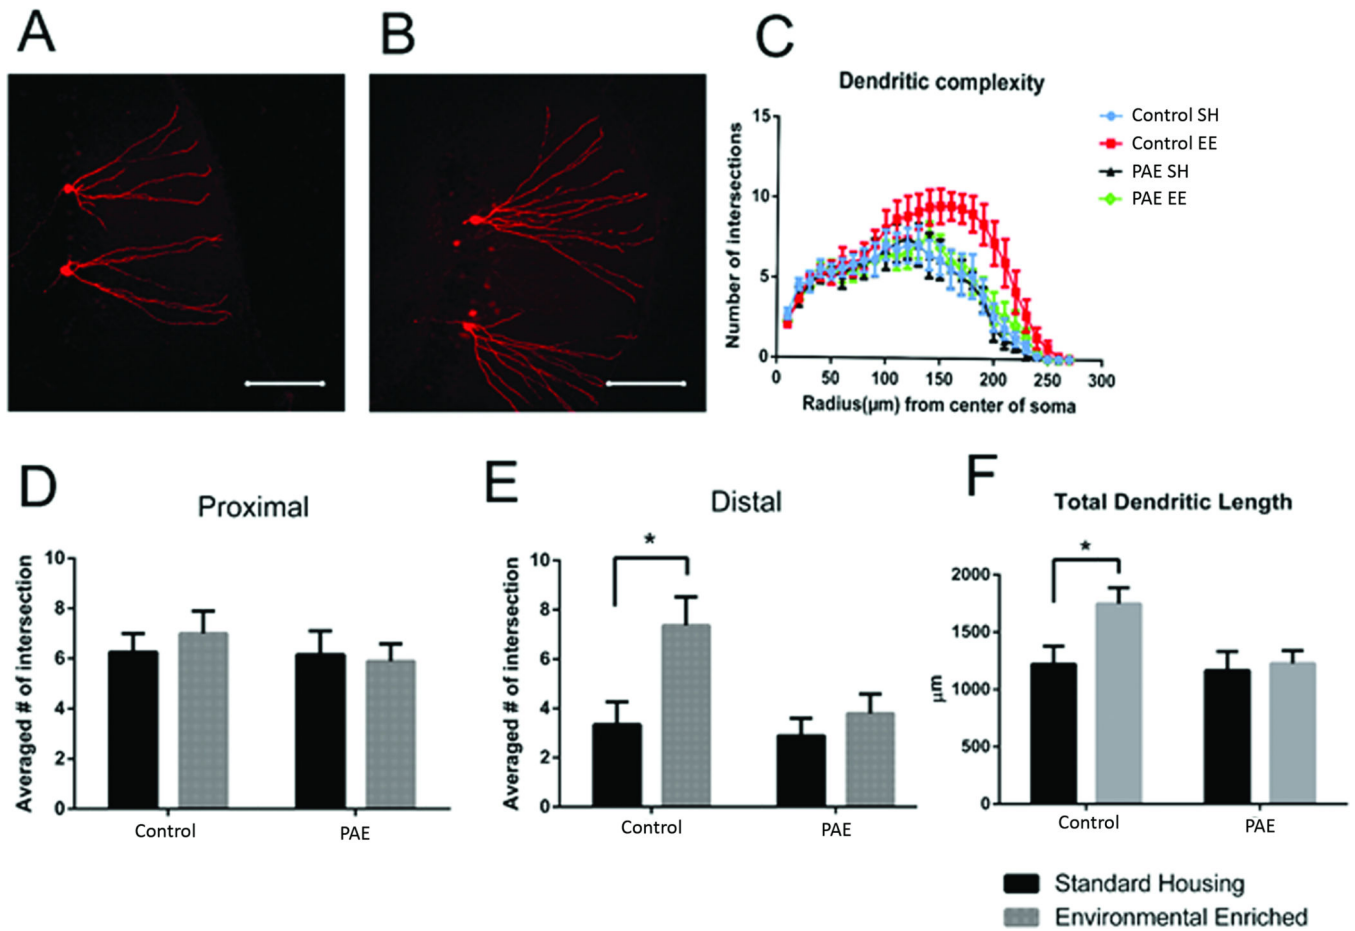 A
B
C
Dendritic complexity
15
10
5
0
Number of intersections
0 50 100 150 200 250 300
Radius(μm) from center of soma
Control SH
Control EE
PAE SH
PAE EE
D
Proximal
10
8
6
4
2
0
Averaged # of intersection
Control PAE
E
Distal
*
10
8
6
4
2
0
Averaged # of intersection
Control PAE
F
Total Dendritic Length
*
2000
1500
1000
500
0
μm
Control PAE
Standard Housing
Environmental Enriched